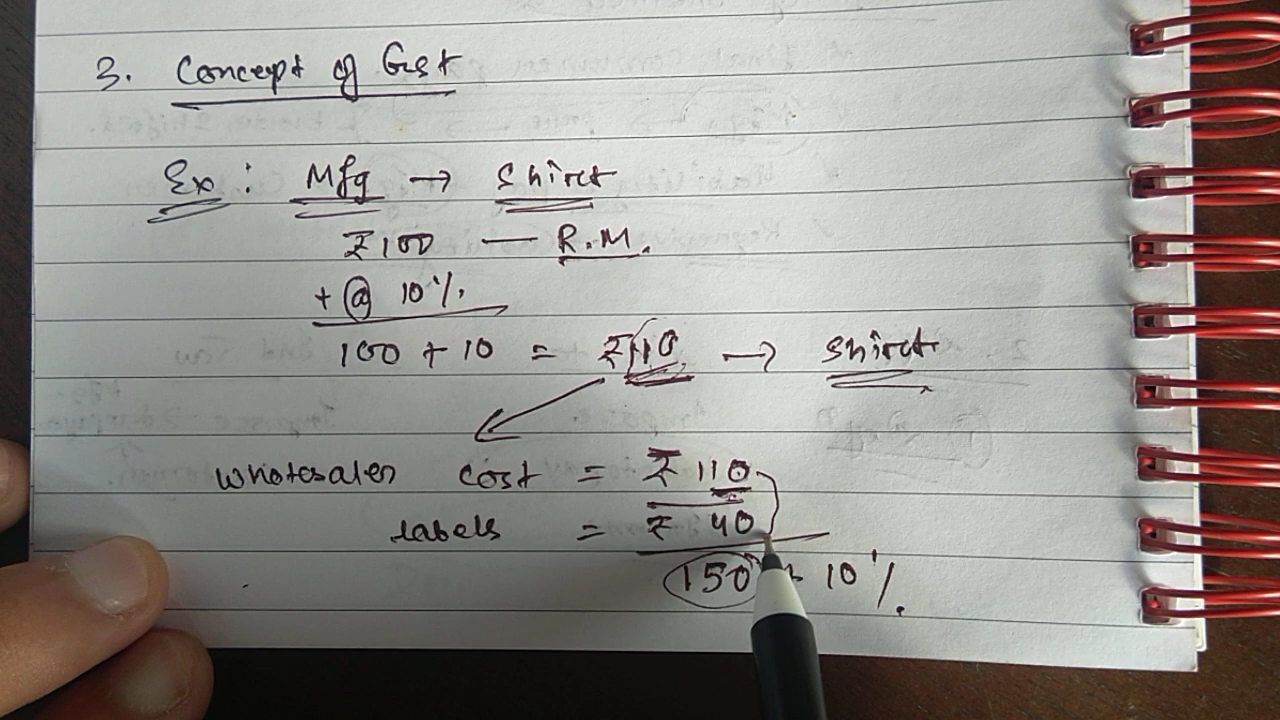 3. Concept of Gst
Ex : Mfg → Shirt
₹100 — R.M.
+ @ 10%.
100 + 10 = ₹110 → Shirt
wholesaler cost = ₹ 110
labels = ₹ 40
150 + 10%.